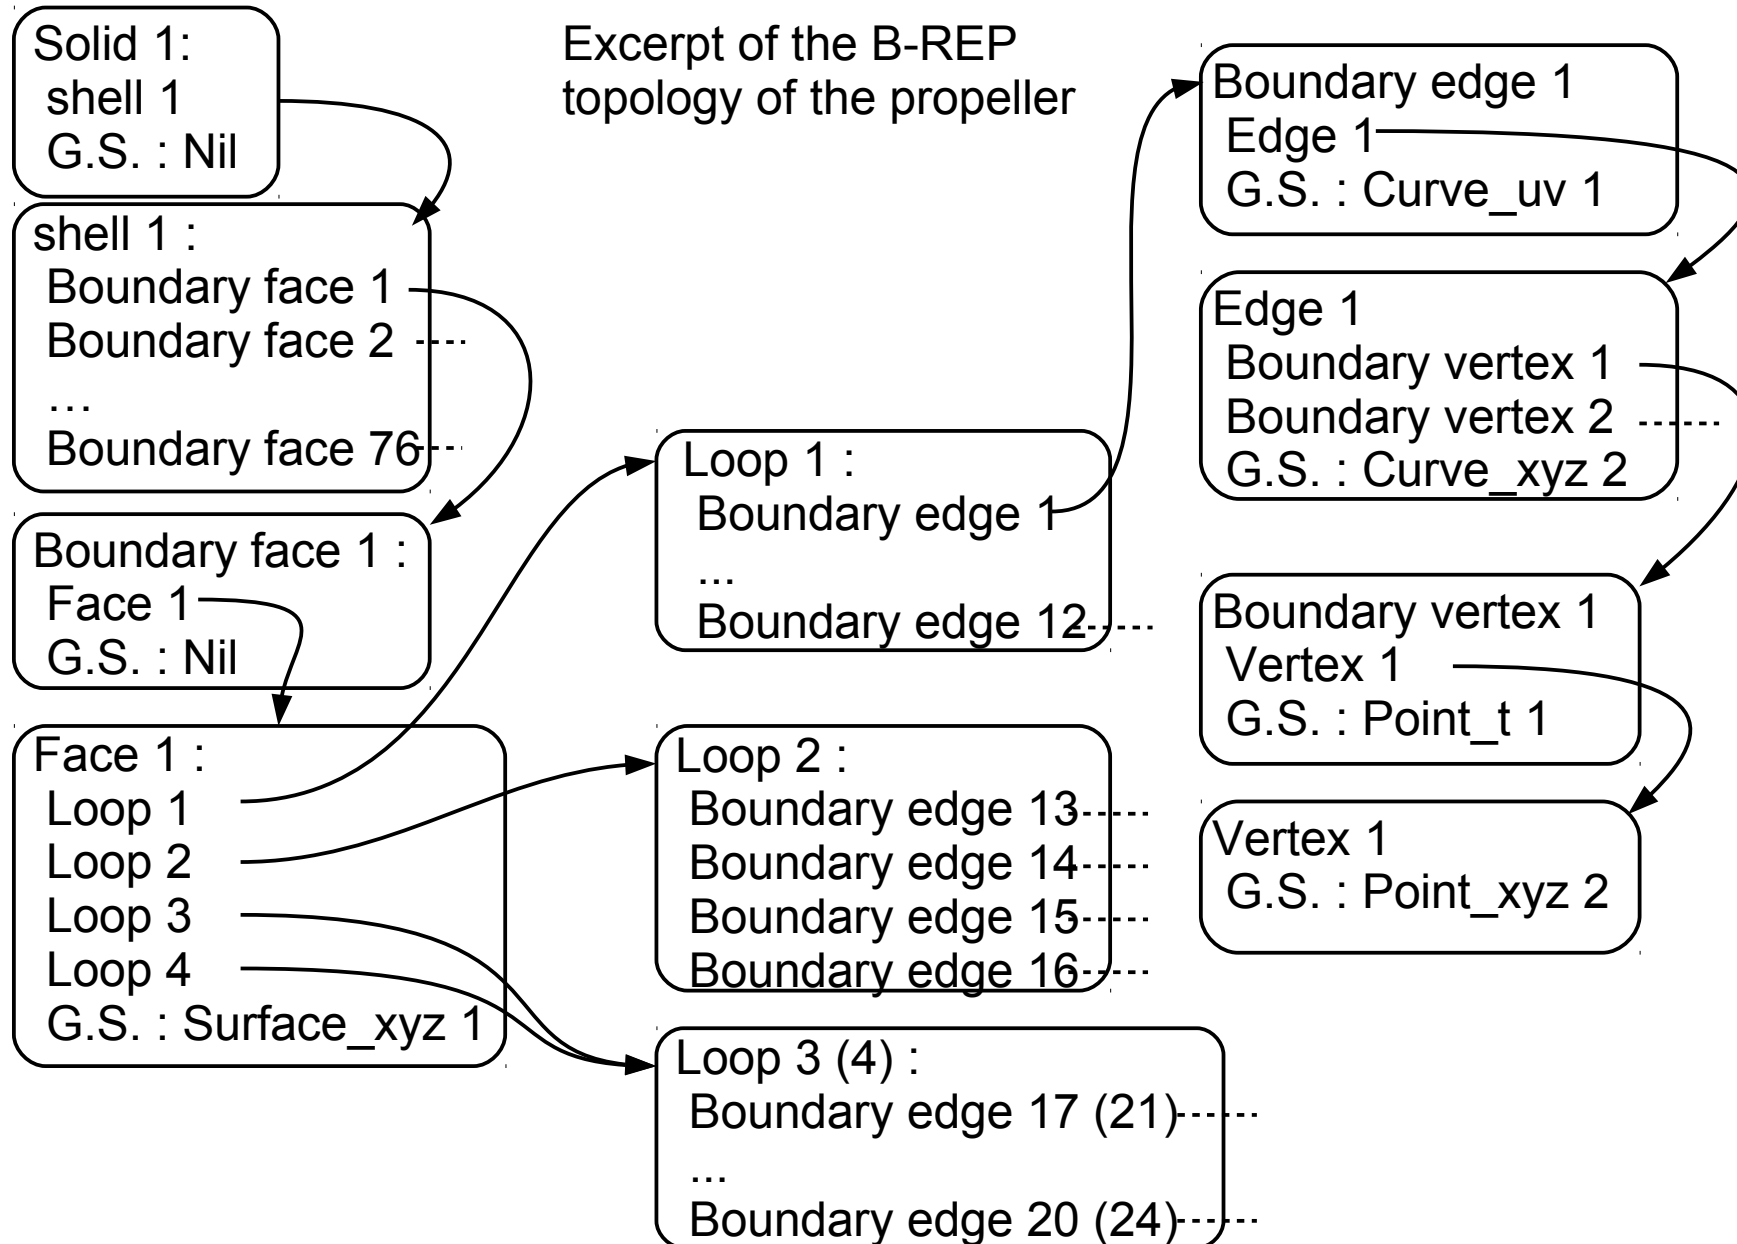 Solid 1:
shell 1
G.S. : Nil
shell 1 :
Boundary face 1
Boundary face 2
...
Boundary face 76
Boundary face 1 :
Face 1
G.S. : Nil
Face 1 :
Loop 1
Loop 2
Loop 3
Loop 4
G.S. : Surface_xyz 1
Excerpt of the B-REP
topology of the propeller
Loop 1 :
Boundary edge 1
...
Boundary edge 12
Loop 2 :
Boundary edge 13
Boundary edge 14
Boundary edge 15
Boundary edge 16
Loop 3 (4) :
Boundary edge 17 (21)
...
Boundary edge 20 (24)
Boundary edge 1
Edge 1
G.S. : Curve_uv 1
Edge 1
Boundary vertex 1
Boundary vertex 2
G.S. : Curve_xyz 2
Boundary vertex 1
Vertex 1
G.S. : Point_t 1
Vertex 1
G.S. : Point_xyz 2